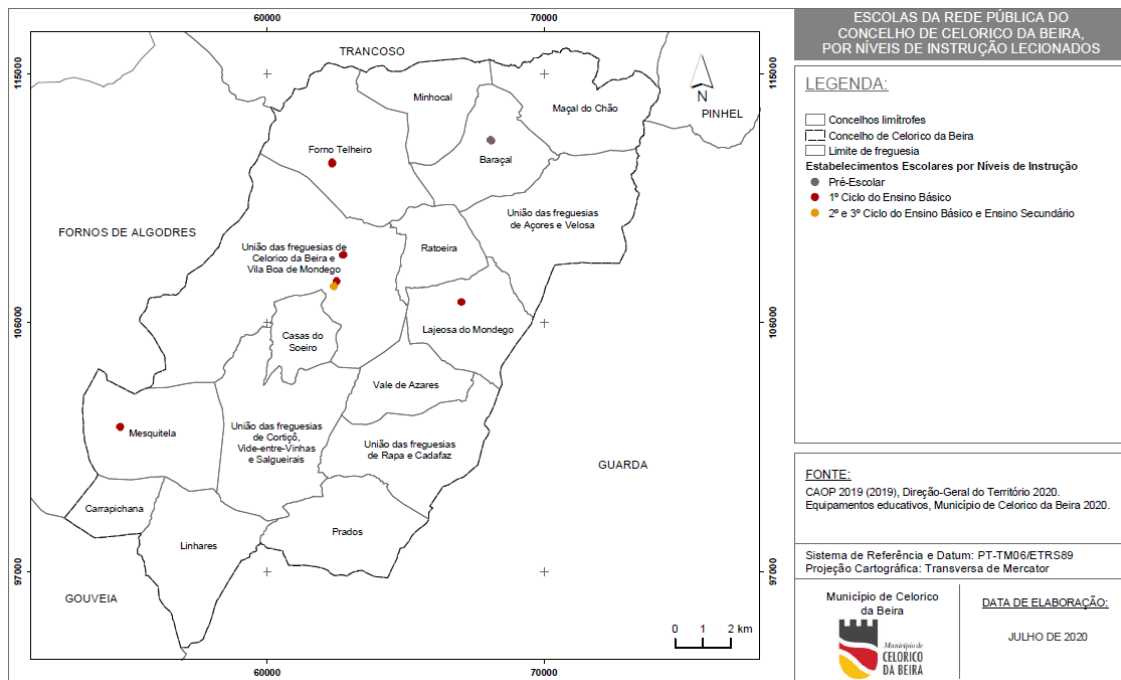 60000
70000
ESCOLAS DA REDE PÚBLICA DO
CONCELHO DE CELORICO DA BEIRA,
POR NÍVEIS DE INSTRUÇÃO LECIONADOS
TRANCOSO
115000
115000
Minhocal
Maçal do Chão
N
PINHEL
Forno Telheiro
Baraçal
União das freguesias
de Açores e Velosa
FORNOS DE ALGODRES
União das freguesias de
Celorico da Beira e
Vila Boa de Mondego
Ratoeira
106000
106000
Casas do
Soeiro
Lajeosa do Mondego
Vale de Azares
Mesquitela
União das freguesias
de Cortiçô,
Vide-entre-Vinhas
e Salgueirais
União das freguesias
de Rapa e Cadafaz
GUARDA
Carrapichana
Linhares
Prados
97000
97000
GOUVEIA
0 1 2 km
60000
70000
LEGENDA:
Concelhos limítrofes
Concelho de Celorico da Beira
Limite de freguesia
Estabelecimentos Escolares por Níveis de Instrução
Pré-Escolar
1º Ciclo do Ensino Básico
2º e 3º Ciclo do Ensino Básico e Ensino Secundário
FONTE:
CAOP 2019 (2019), Direção-Geral do Território 2020.
Equipamentos educativos, Município de Celorico da Beira 2020.
Sistema de Referência e Datum: PT-TM06/ETRS89
Projeção Cartográfica: Transversa de Mercator
Município de Celorico
da Beira
Município de
CELORICO
DA BEIRA
DATA DE ELABORAÇÃO:
JULHO DE 2020